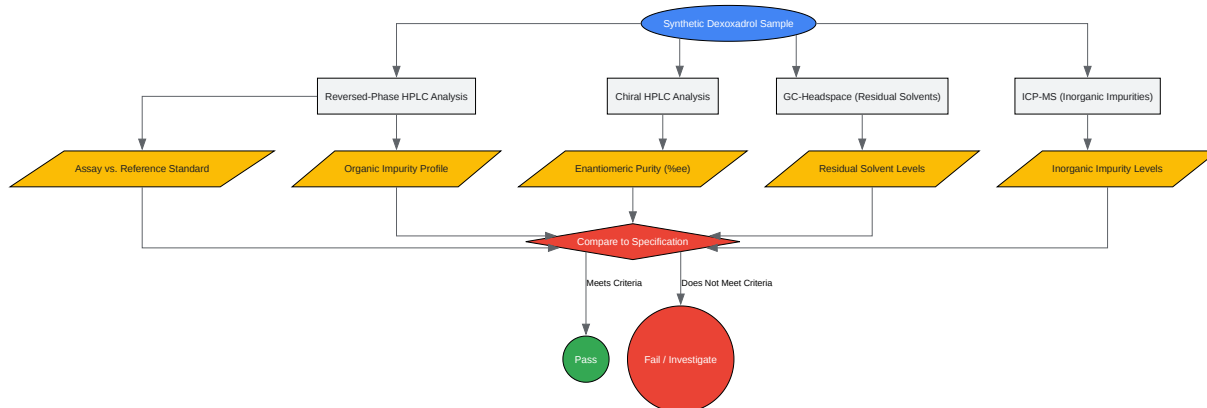 Synthetic Dexoxadrol Sample
Reversed-Phase HPLC Analysis
Chiral HPLC Analysis
GC-Headspace (Residual Solvents)
ICP-MS (Inorganic Impurities)
Assay vs. Reference Standard
Organic Impurity Profile
Enantiomeric Purity (%ee)
Residual Solvent Levels
Inorganic Impurity Levels
Compare to Specification
Meets Criteria
Does Not Meet Criteria
Pass
Fail / Investigate